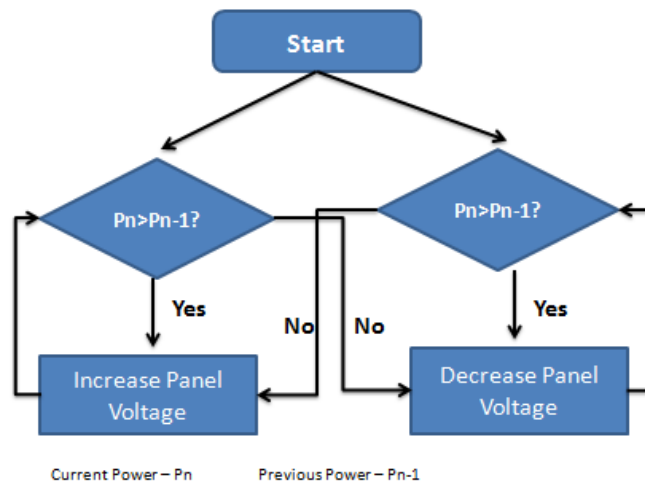 Start
Pn>Pn-1?
Pn>Pn-1?
Yes
No
No
Yes
Increase Panel
Voltage
Decrease Panel
Voltage
Current Power – Pn
Previous Power – Pn-1